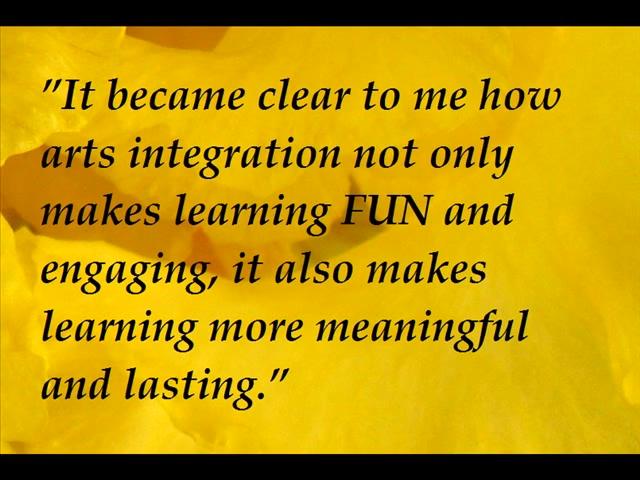 "It became clear to me how
arts integration not only
makes learning FUN and
engaging, it also makes
learning more meaningful
and lasting."